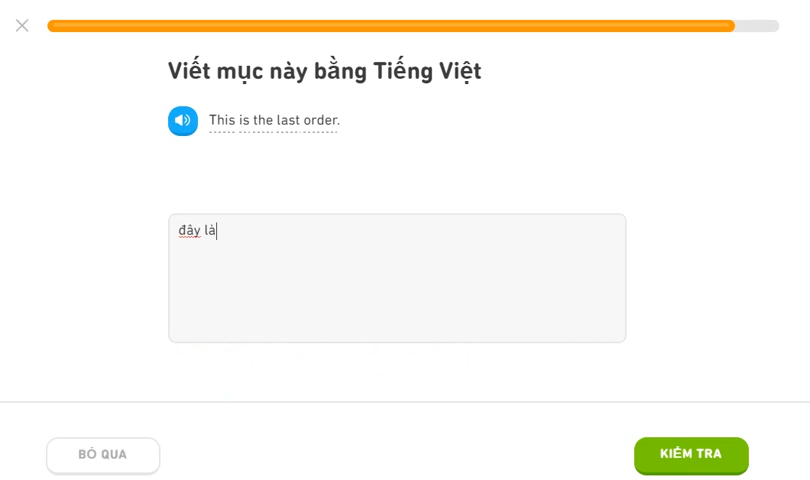 Viết mục này bằng Tiếng Việt
This is the last order.
đây là
BỎ QUA
KIỂM TRA